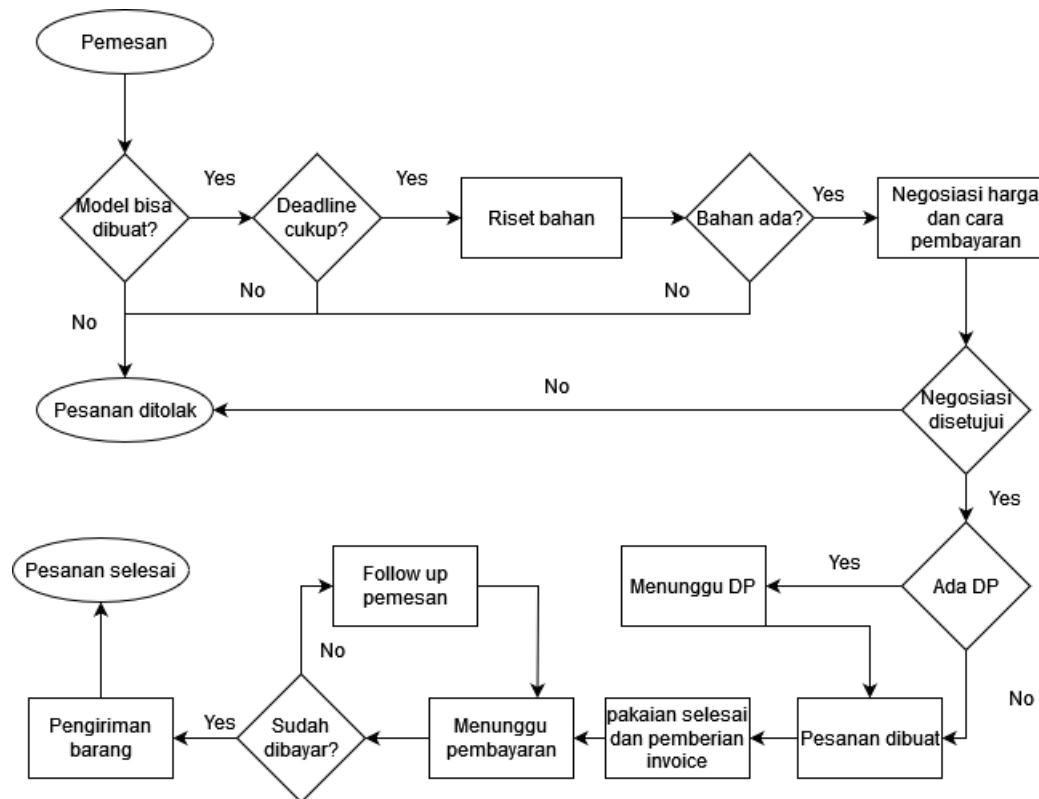 Pemesan
Model bisa
dibuat?
Yes
Deadline
cukup?
Yes
Riset bahan
Bahan ada?
Yes
Negosiasi harga
dan cara
pembayaran
No
No
No
Pesanan ditolak
No
Negosiasi
disetujui
Yes
Ada DP
Yes
Menunggu DP
No
Pesanan dibuat
pakaian selesai
dan pemberian
invoice
Menunggu
pembayaran
Follow up
pemesan
No
Sudah
dibayar?
Yes
Pengiriman
barang
Pesanan selesai